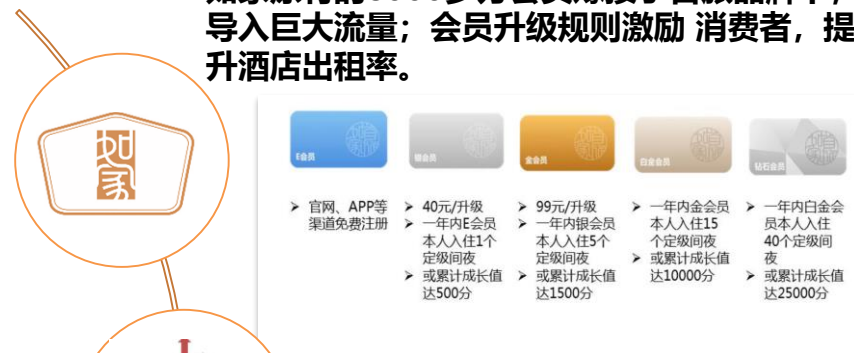 导入巨大流量；会员升级规则激励 消费者，提
升酒店出租率。
如家
E会员
银会员
金会员
白金会员
钻石会员
➢ 官网、APP等
渠道免费注册
➢ 40元/升级
➢ 一年内E会员
本人入住1个
定级间夜
➢ 或累计成长值
达500分
➢ 99元/升级
➢ 一年内银会员
本人入住5个
定级间夜
➢ 或累计成长值
达1500分
➢ 一年内金会员
本人入住15
个定级间夜
➢ 或累计成长值
达10000分
➢ 一年内白金会
员本人入住
40个定级间
夜
➢ 或累计成长值
达25000分